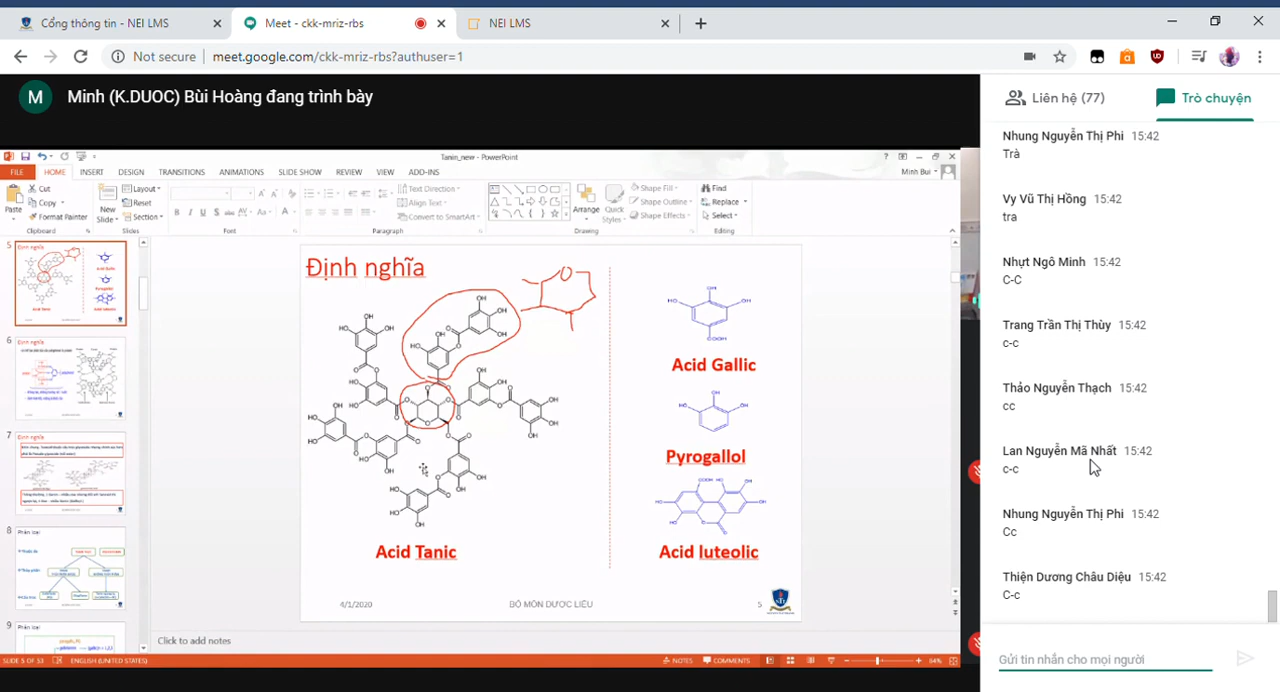 Cổng thông tin - NEI LMS
Meet - ckk-mriz-rbs
NEI LMS
Not secure
meet.google.com/ckk-mriz-rbs?authuser=1
M
Minh (K.DUOC) Bùi Hoàng đang trình bày
Tanin_new - PowerPoint
FILE HOME INSERT DESIGN TRANSITIONS ANIMATIONS SLIDE SHOW REVIEW VIEW ADD-INS
Minh Bui
Paste
Cut
Copy
Format Painter
Clipboard
New
Slide
Layout
Reset
Section
Slides
Font
Text Direction
Align Text
Convert to SmartArt
Paragraph
Arrange
Quick
Styles
Shape Fill
Shape Outline
Shape Effects
Drawing
Find
Replace
Select
Editing
5
6
7
8
9
Định nghĩa
Acid Tanic
Acid Gallic
Pyrogallol
Acid luteolic
4/1/2020
BỘ MÔN DƯỢC LIỆU
5
Click to add notes
SLIDE 5 OF 33
ENGLISH (UNITED STATES)
NOTES
COMMENTS
94%
Liên hệ (77)
Trò chuyện
Nhung Nguyễn Thị Phi 15:42
Trà
Vy Vũ Thị Hồng 15:42
tra
Nhựt Ngô Minh 15:42
C-C
Trang Trần Thị Thùy 15:42
c-c
Thảo Nguyễn Thạch 15:42
cc
Lan Nguyễn Mã Nhất 15:42
c-c
Nhung Nguyễn Thị Phi 15:42
Cc
Thiện Dương Châu Diệu 15:42
C-c
Gửi tin nhắn cho mọi người